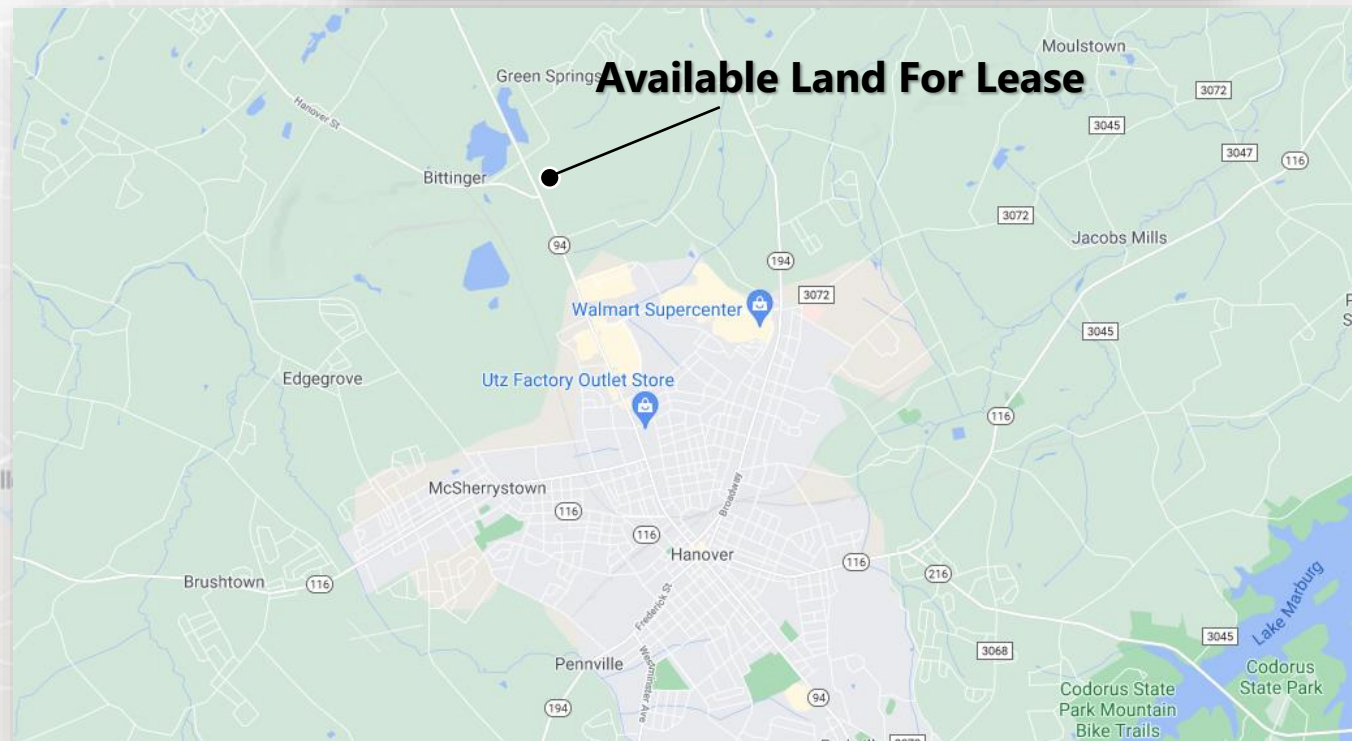 Moulstown
Green Springs
Available Land For Lease
3072
Hanover St
3045
3047
116
Bittinger
3072
94
Jacobs Mills
194
3072
Walmart Supercenter
3045
Edgegrove
Utz Factory Outlet Store
116
McSherrystown
Broadway
116
116
Hanover
116
216
Brushtown
116
Frederick St
Lake Marburg
3045
3068
Pennville
Westminster Ave
Codorus
State Park
Codorus State
Park Mountain
Bike Trails
94
194